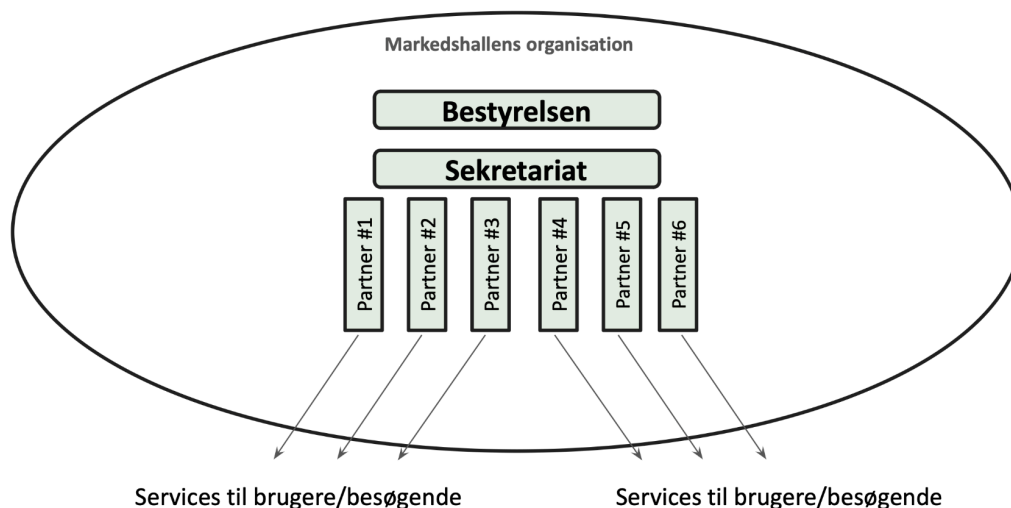 Markedshallens organisation
Bestyrelsen
Sekretariat
Partner #1
Partner #2
Partner #3
Partner #4
Partner #5
Partner #6
Services til brugere/besøgende
Services til brugere/besøgende